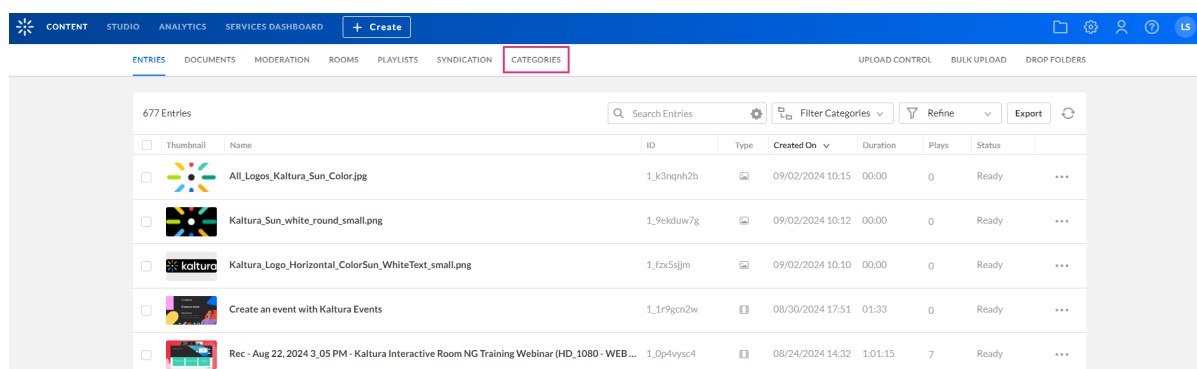 CONTENT STUDIO ANALYTICS SERVICES DASHBOARD + Create LS
ENTRIES DOCUMENTS MODERATION ROOMS PLAYLISTS SYNDICATION CATEGORIES UPLOAD CONTROL BULK UPLOAD DROP FOLDERS
677 Entries Search Entries Filter Categories Refine Export
Thumbnail Name ID Type Created On Duration Plays Status
All_Logos_Kaltura_Sun_Color.jpg 1_k3nqnh2b 09/02/2024 10:15 00:00 0 Ready
Kaltura_Sun_white_round_small.png 1_9ekduw7g 09/02/2024 10:12 00:00 0 Ready
kaltura Kaltura_Logo_Horizontal_ColorSun_WhiteText_small.png 1_fzx5sjjm 09/02/2024 10:10 00:00 0 Ready
Create an event with Kaltura Events 1_1r9gcn2w 08/30/2024 17:51 01:33 0 Ready
Rec - Aug 22, 2024 3_05 PM - Kaltura Interactive Room NG Training Webinar (HD_1080 - WEB ... 1_0p4vysc4 08/24/2024 14:32 1:01:15 7 Ready